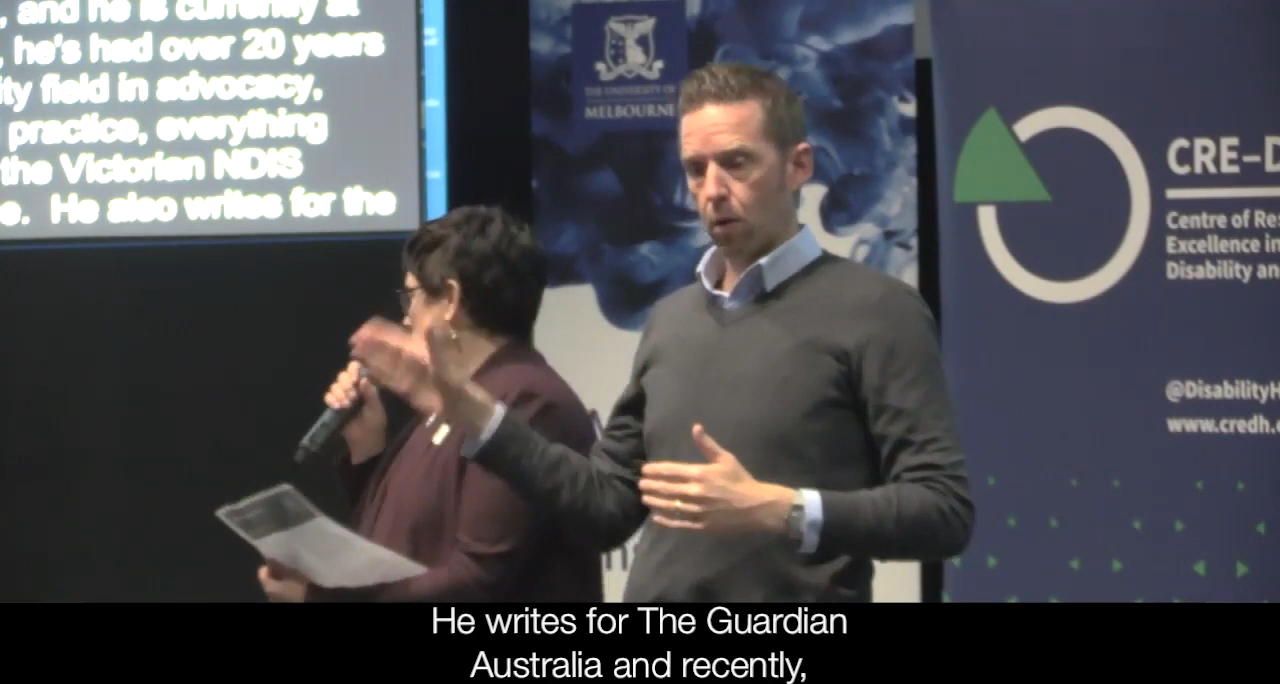 , and he is currently at
, he's had over 20 years
ity field in advocacy,
practice, everything
the Victorian NDIS
e. He also writes for the
THE UNIVERSITY OF
MELBOURNE
CRE-D
Centre of Res
Excellence in
Disability an
@DisabilityH
www.credh.
He writes for The Guardian
Australia and recently,